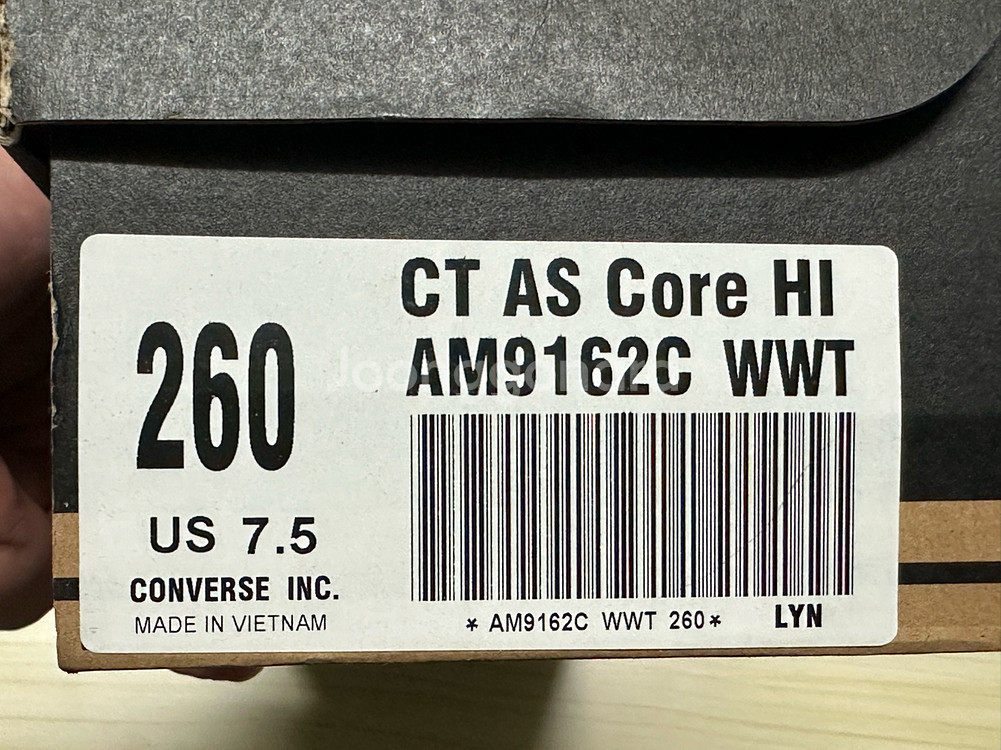 CT AS Core HI
AM9162C WWT
260
US 7.5
CONVERSE INC.
MADE IN VIETNAM
* AM9162C WWT 260*
LYN
Joongonara